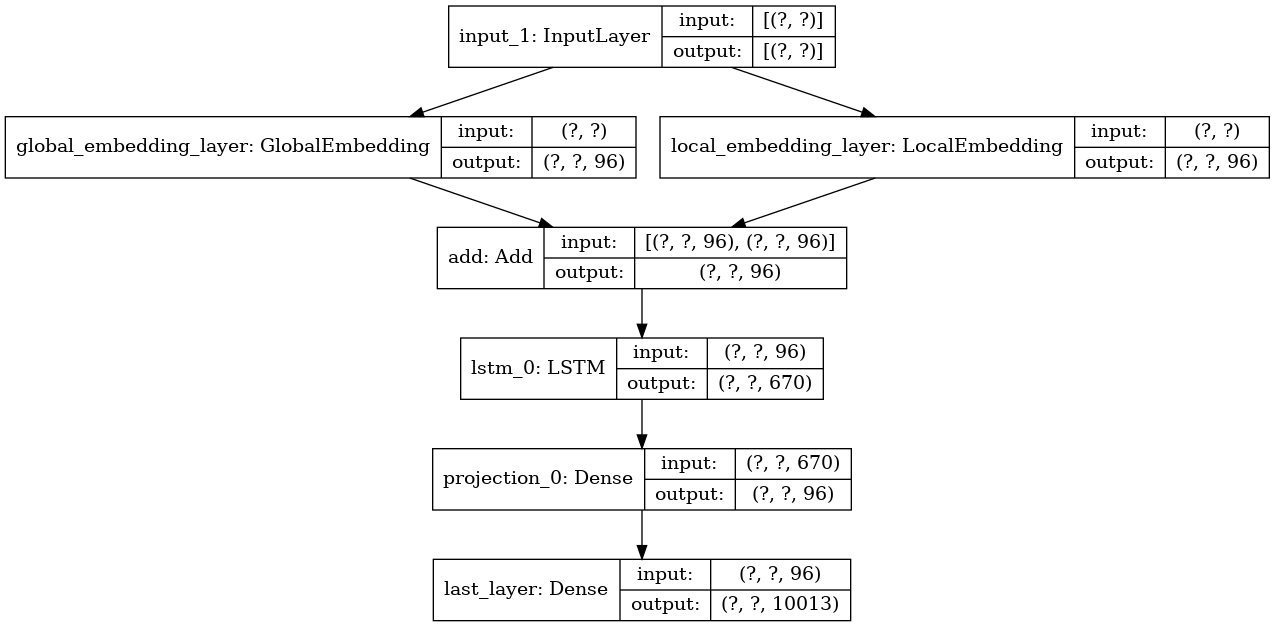 input_1: InputLayer
input:
[(?, ?)]
output:
[(?, ?)]
global_embedding_layer: GlobalEmbedding
input:
(?, ?)
output:
(?, ?, 96)
local_embedding_layer: LocalEmbedding
input:
(?, ?)
output:
(?, ?, 96)
add: Add
input:
[(?, ?, 96), (?, ?, 96)]
output:
(?, ?, 96)
lstm_0: LSTM
input:
(?, ?, 96)
output:
(?, ?, 670)
projection_0: Dense
input:
(?, ?, 670)
output:
(?, ?, 96)
last_layer: Dense
input:
(?, ?, 96)
output:
(?, ?, 10013)